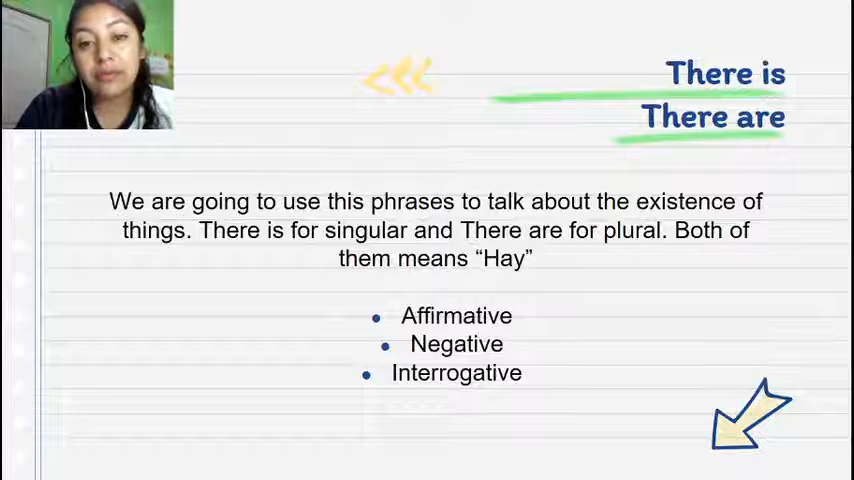 There is
There are
We are going to use this phrases to talk about the existence of
things. There is for singular and There are for plural. Both of
them means “Hay”
Affirmative
Negative
Interrogative